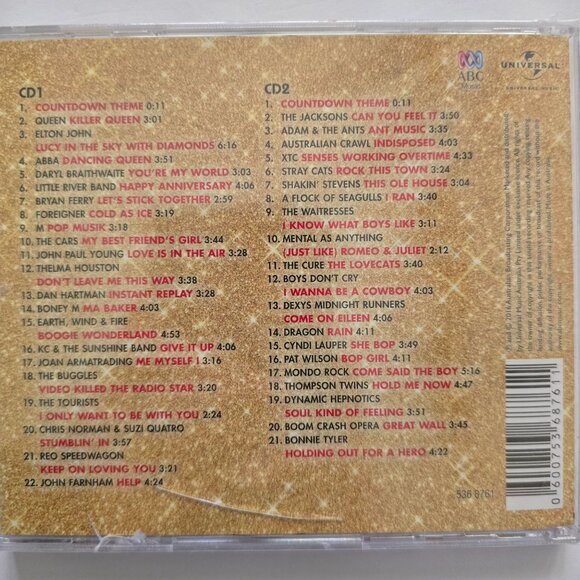 CD1
1. COUNTDOWN THEME 0:11
2. QUEEN KILLER QUEEN 3:01
3. ELTON JOHN
LUCY IN THE SKY WITH DIAMONDS 6:16
4. ABBA DANCING QUEEN 3:51
5. DARYL BRAITHWAITE YOU'RE MY WORLD 3:03
6. LITTLE RIVER BAND HAPPY ANNIVERSARY 4:06
7. BRYAN FERRY LET'S STICK TOGETHER 2:59
8. FOREIGNER COLD AS ICE 3:19
9. M POP MUSIK 3:18
10. THE CARS MY BEST FRIEND'S GIRL 3:44
11. JOHN PAUL YOUNG LOVE IS IN THE AIR 3:28
12. THELMA HOUSTON
DON'T LEAVE ME THIS WAY 3:38
13. DAN HARTMAN INSTANT REPLAY 3:28
14. BONEY M MA BAKER 4:03
15. EARTH, WIND & FIRE
BOOGIE WONDERLAND 4:53
16. KC & THE SUNSHINE BAND GIVE IT UP 4:06
17. JOAN ARMATRADING ME MYSELF I 3:16
18. THE BUGGLES
VIDEO KILLED THE RADIO STAR 3:20
19. THE TOURISTS
I ONLY WANT TO BE WITH YOU 2:24
20. CHRIS NORMAN & SUZI QUATRO
STUMBLIN' IN 3:57
21. REO SPEEDWAGON
KEEP ON LOVING YOU 3:21
22. JOHN FARNHAM HELP 4:24
CD2
1. COUNTDOWN THEME 0:11
2. THE JACKSONS CAN YOU FEEL IT 3:50
3. ADAM & THE ANTS ANT MUSIC 3:35
4. AUSTRALIAN CRAWL INDISPOSED 4:03
5. XTC SENSES WORKING OVERTIME 4:33
6. STRAY CATS ROCK THIS TOWN 3:24
7. SHAKIN' STEVENS THIS OLE HOUSE 3:04
8. A FLOCK OF SEAGULLS I RAN 3:40
9. THE WAITRESSES
I KNOW WHAT BOYS LIKE 3:11
10. MENTAL AS ANYTHING
(JUST LIKE) ROMEO & JULIET 2:12
11. THE CURE THE LOVECATS 3:40
12. BOYS DON'T CRY
I WANNA BE A COWBOY 4:03
13. DEXYS MIDNIGHT RUNNERS
COME ON EILEEN 4:12
14. DRAGON RAIN 4:09
15. CYNDI LAUPER SHE BOP 3:49
16. PAT WILSON BOP GIRL 4:13
17. MONDO ROCK COME SAID THE BOY 5:16
18. THOMPSON TWINS HOLD ME NOW 4:47
19. DYNAMIC HEPNOTICS
SOUL KIND OF FEELING 3:51
20. BOOM CRASH OPERA GREAT WALL 3:45
21. BONNIE TYLER
HOLDING OUT FOR A HERO 4:22
536 8761
ABC
Music
UNIVERSAL
UNIVERSAL MUSIC
0 600753 687611